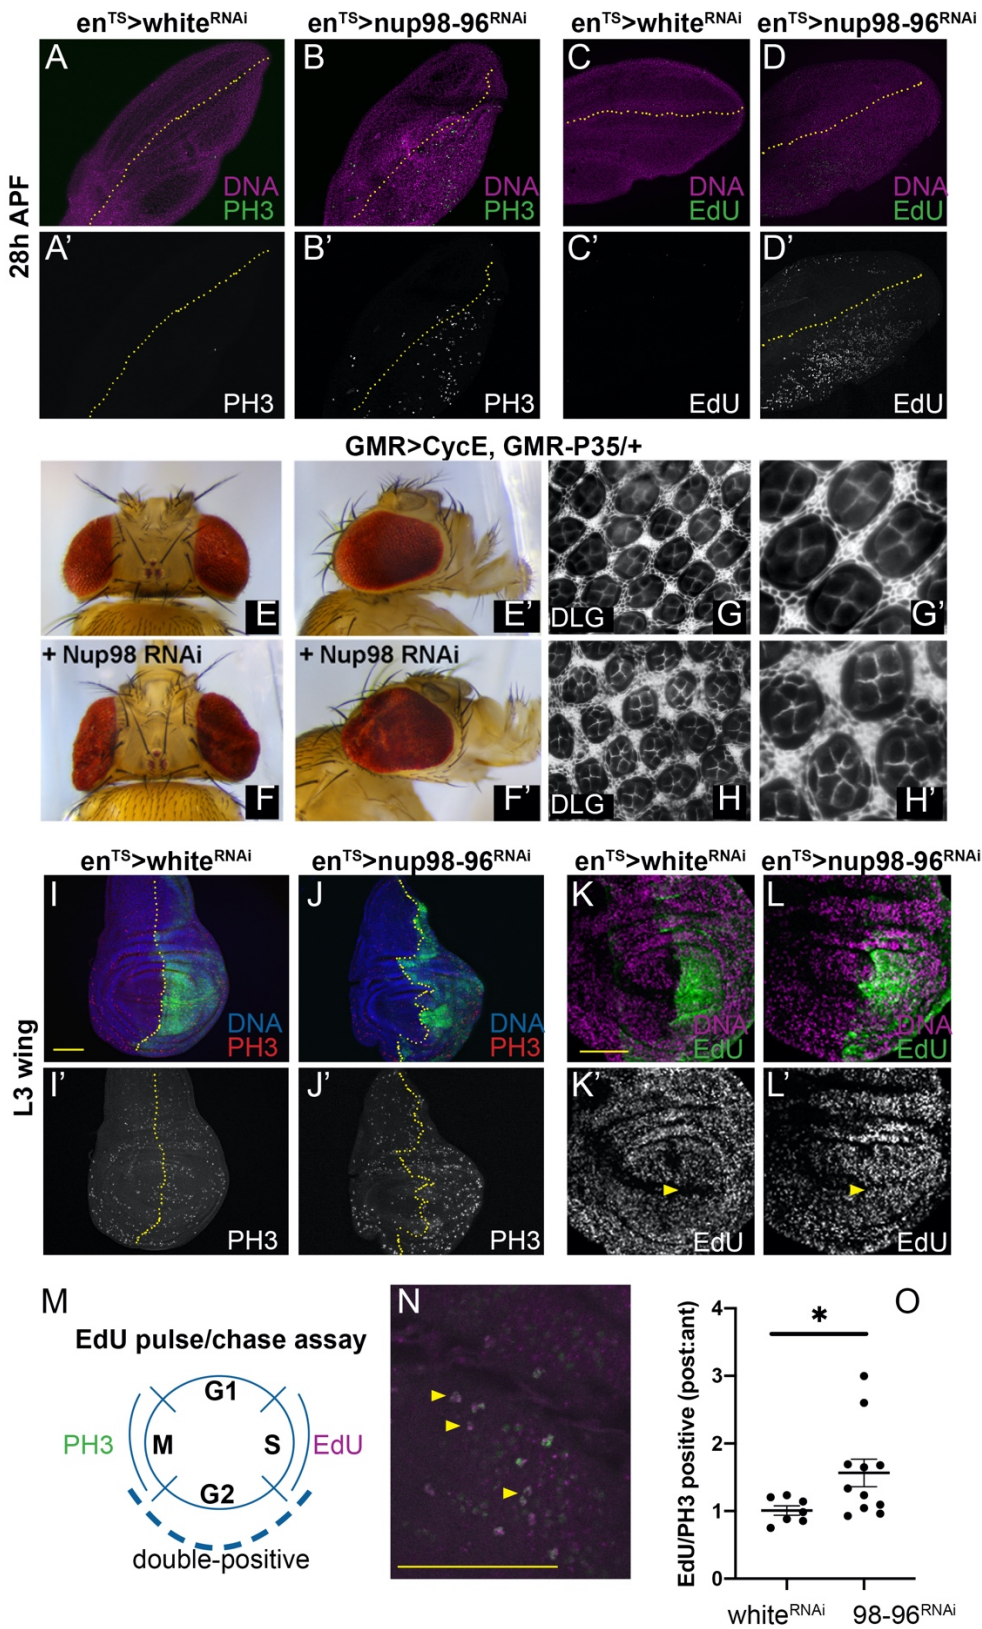 en^TS>white^RNAi en^TS>nup98-96^RNAi en^TS>white^RNAi en^TS>nup98-96^RNAi
28h APF
A B C D
DNA DNA DNA DNA
PH3 PH3 EdU EdU
A’ B’ C’ D’
PH3 PH3 EdU EdU
GMR>CycE, GMR-P35/+
E E’ DLG G G’
+ Nup98 RNAi + Nup98 RNAi
F F’ DLG H H’
en^TS>white^RNAi en^TS>nup98-96^RNAi en^TS>white^RNAi en^TS>nup98-96^RNAi
L3 wing
I J K L
DNA DNA DNA DNA
PH3 PH3 EdU EdU
I’ J’ K’ L’
PH3 PH3 EdU EdU
M
EdU pulse/chase assay
G1
PH3 M S EdU
G2
double-positive
N
O
EdU/PH3 positive (post:ant)
4
3
2
1
0
*
white^RNAi 98-96^RNAi